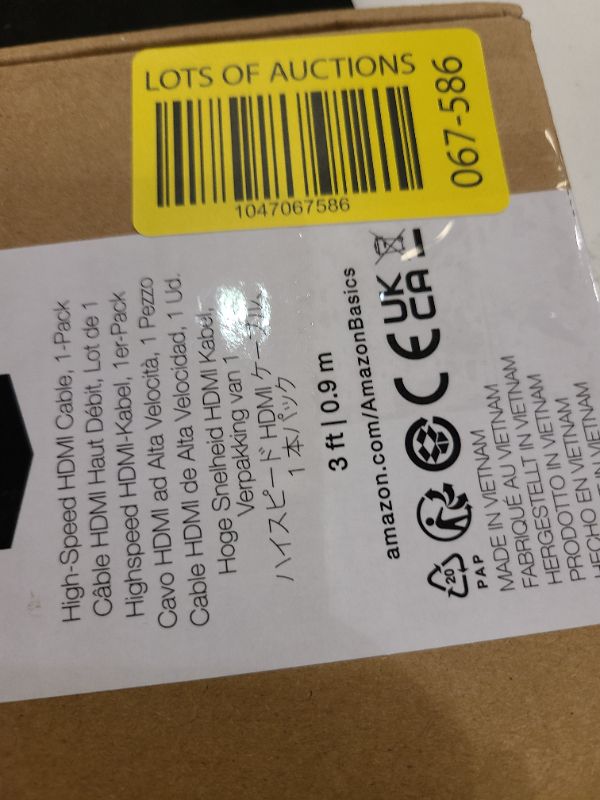 LOTS OF AUCTIONS
1047067586
067-586
High-Speed HDMI Cable, 1-Pack
Câble HDMI Haut Débit, Lot de 1
Highspeed HDMI-Kabel, 1er-Pack
Cavo HDMI ad Alta Velocità, 1 Pezzo
Cable HDMI de Alta Velocidad, 1 Ud.
Hoge Snelheid HDMI Kabel,
Verpakking van 1
ハイスピード HDMI ケーブル
1 本パック
3 ft | 0.9 m
amazon.com/AmazonBasics
CE UK
CA
20
PAP
MADE IN VIETNAM
FABRIQUÉ AU VIETNAM
HERGESTELLT IN VIETNAM
PRODOTTO IN VIETNAM
HECHO EN VIETNAM
IN VIETNAM